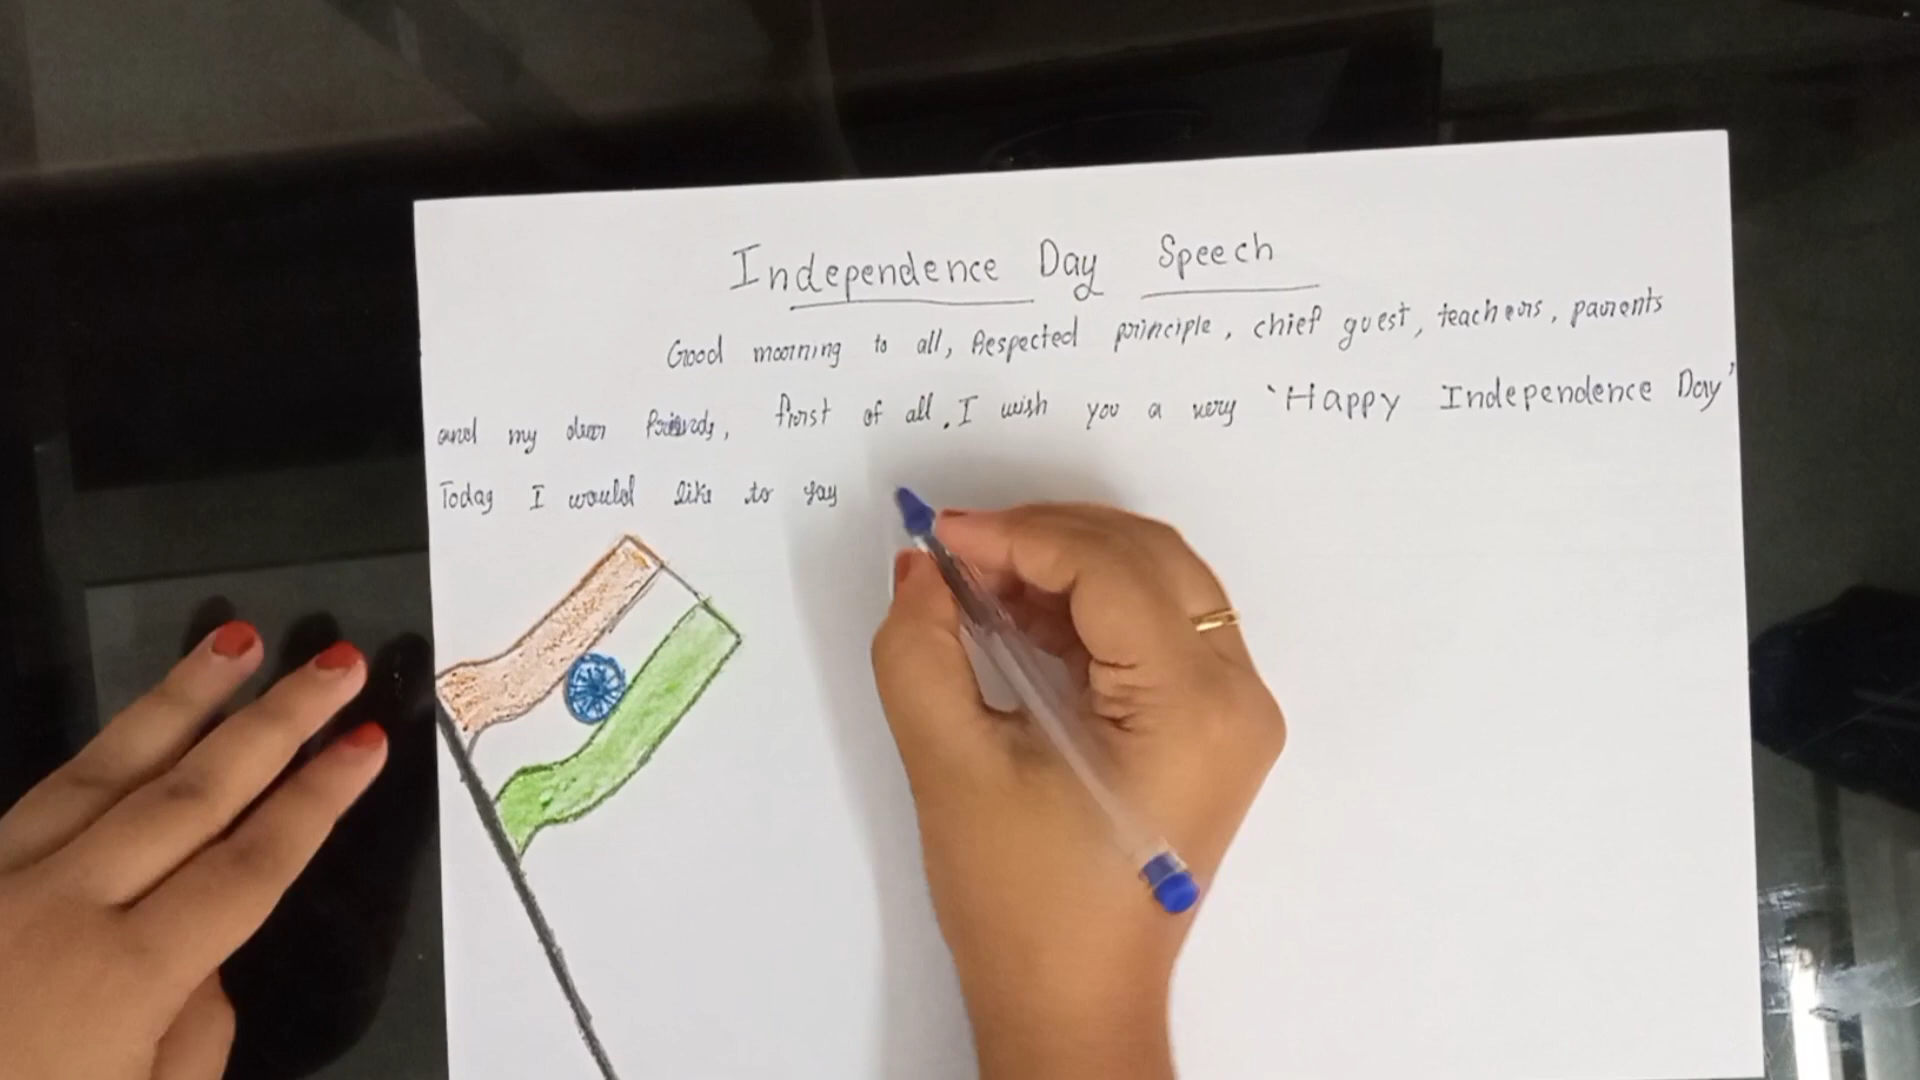 Independence Day Speech
Good morning to all, Respected principle, chief guest, teachers, parents
and my dear friends, first of all, I wish you a very 'Happy Independence Day'
Today I would like to say